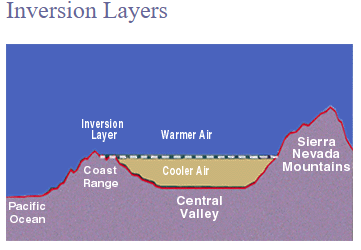 Inversion Layers
Inversion
Layer
Warmer Air
Sierra
Nevada
Mountains
Coast
Range
Cooler Air
Central
Valley
Pacific
Ocean